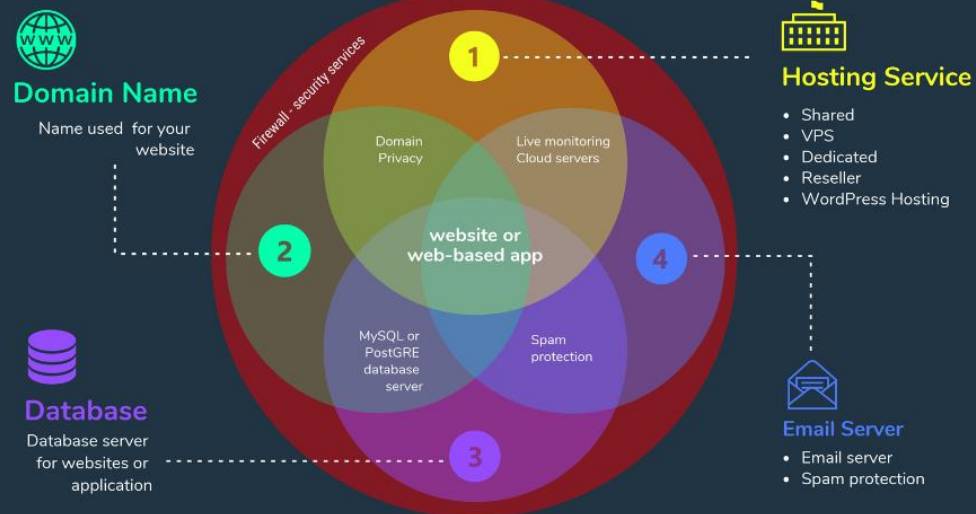 WWW
Domain Name
Name used for your
website
Firewall - security services
1
Hosting Service
• Shared
• VPS
• Dedicated
• Reseller
• WordPress Hosting
Domain
Privacy
Live monitoring
Cloud servers
2
website or
web-based app
4
MySQL or
PostGRE
database
server
Spam
protection
3
Database
Database server
for websites or
application
Email Server
• Email server
• Spam protection